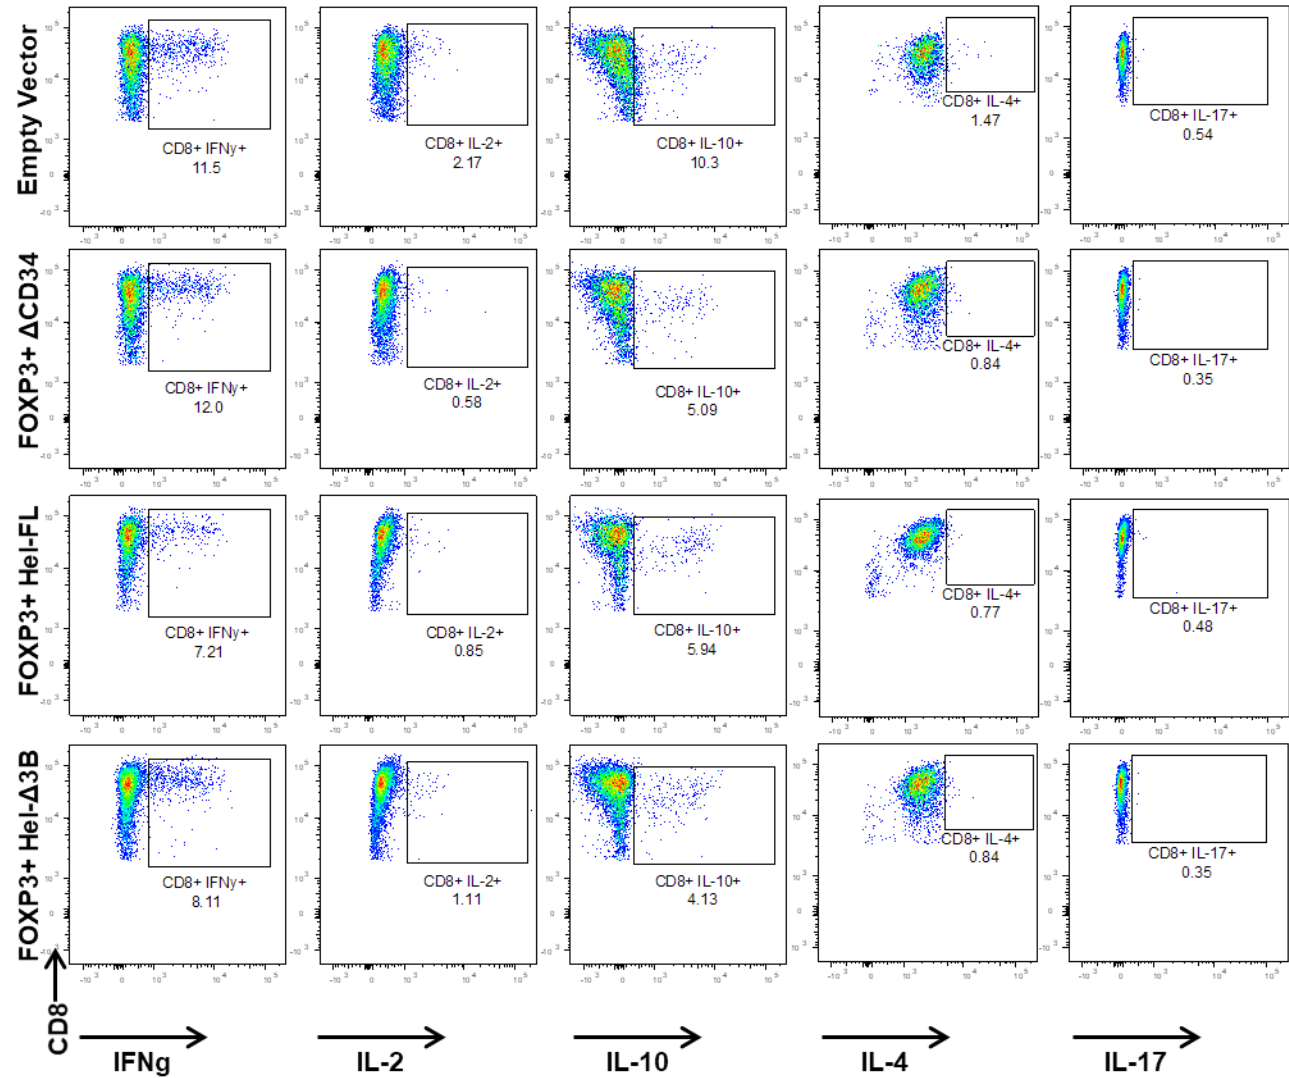 Empty Vector
CD8+ IFNγ+
11.5
CD8+ IL-2+
2.17
CD8+ IL-10+
10.3
CD8+ IL-4+
1.47
CD8+ IL-17+
0.54
FOXP3+ ΔCD34
CD8+ IFNγ+
12.0
CD8+ IL-2+
0.58
CD8+ IL-10+
5.09
CD8+ IL-4+
0.84
CD8+ IL-17+
0.35
FOXP3+ Hel-FL
CD8+ IFNγ+
7.21
CD8+ IL-2+
0.85
CD8+ IL-10+
5.94
CD8+ IL-4+
0.77
CD8+ IL-17+
0.48
FOXP3+ Hel-Δ3B
CD8+ IFNγ+
8.11
CD8+ IL-2+
1.11
CD8+ IL-10+
4.13
CD8+ IL-4+
0.84
CD8+ IL-17+
0.35
CD8
IFNg
IL-2
IL-10
IL-4
IL-17